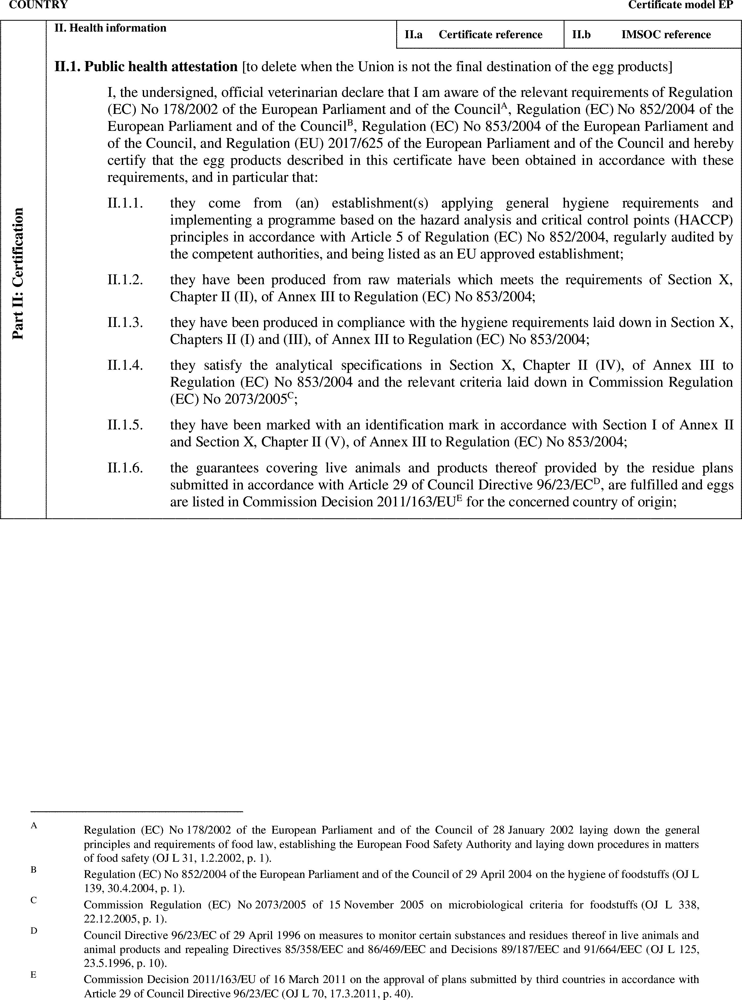 COUNTRY Certificate model EP
Part II: Certification
II. Health information
II.a Certificate reference
II.b IMSOC reference
II.1. Public health attestation [to delete when the Union is not the final destination of the egg products]
I, the undersigned, official veterinarian declare that I am aware of the relevant requirements of Regulation
(EC) No 178/2002 of the European Parliament and of the Councilᴬ, Regulation (EC) No 852/2004 of the
European Parliament and of the Councilᴮ, Regulation (EC) No 853/2004 of the European Parliament and
of the Council, and Regulation (EU) 2017/625 of the European Parliament and of the Council and hereby
certify that the egg products described in this certificate have been obtained in accordance with these
requirements, and in particular that:
II.1.1. they come from (an) establishment(s) applying general hygiene requirements and
implementing a programme based on the hazard analysis and critical control points (HACCP)
principles in accordance with Article 5 of Regulation (EC) No 852/2004, regularly audited by
the competent authorities, and being listed as an EU approved establishment;
II.1.2. they have been produced from raw materials which meets the requirements of Section X,
Chapter II (II), of Annex III to Regulation (EC) No 853/2004;
II.1.3. they have been produced in compliance with the hygiene requirements laid down in Section X,
Chapters II (I) and (III), of Annex III to Regulation (EC) No 853/2004;
II.1.4. they satisfy the analytical specifications in Section X, Chapter II (IV), of Annex III to
Regulation (EC) No 853/2004 and the relevant criteria laid down in Commission Regulation
(EC) No 2073/2005ᶜ;
II.1.5. they have been marked with an identification mark in accordance with Section I of Annex II
and Section X, Chapter II (V), of Annex III to Regulation (EC) No 853/2004;
II.1.6. the guarantees covering live animals and products thereof provided by the residue plans
submitted in accordance with Article 29 of Council Directive 96/23/ECᴰ, are fulfilled and eggs
are listed in Commission Decision 2011/163/EUᴱ for the concerned country of origin;
A Regulation (EC) No 178/2002 of the European Parliament and of the Council of 28 January 2002 laying down the general
principles and requirements of food law, establishing the European Food Safety Authority and laying down procedures in matters
of food safety (OJ L 31, 1.2.2002, p. 1).
B Regulation (EC) No 852/2004 of the European Parliament and of the Council of 29 April 2004 on the hygiene of foodstuffs (OJ L
139, 30.4.2004, p. 1).
C Commission Regulation (EC) No 2073/2005 of 15 November 2005 on microbiological criteria for foodstuffs (OJ L 338,
22.12.2005, p. 1).
D Council Directive 96/23/EC of 29 April 1996 on measures to monitor certain substances and residues thereof in live animals and
animal products and repealing Directives 85/358/EEC and 86/469/EEC and Decisions 89/187/EEC and 91/664/EEC (OJ L 125,
23.5.1996, p. 10).
E Commission Decision 2011/163/EU of 16 March 2011 on the approval of plans submitted by third countries in accordance with
Article 29 of Council Directive 96/23/EC (OJ L 70, 17.3.2011, p. 40).